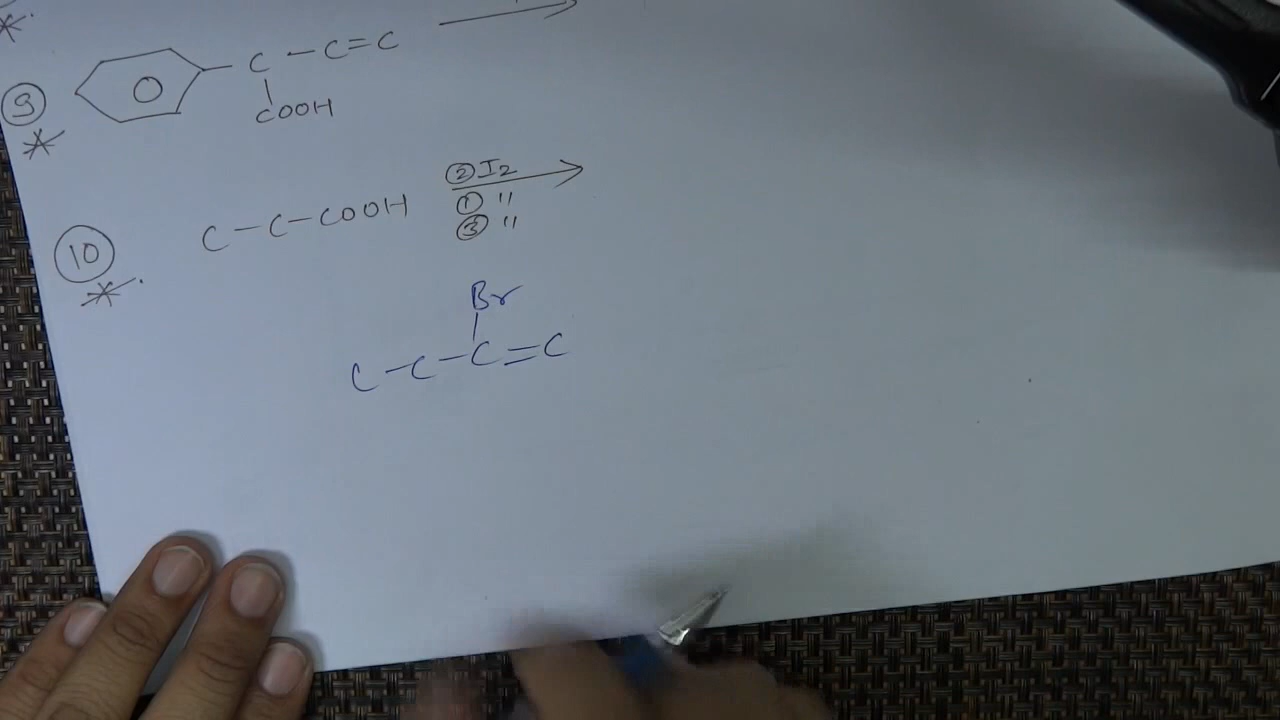 C-C=C
9 C
COOH
② I2
C-C-COOH ① "
10 ③ "
Br
C-C-C=C